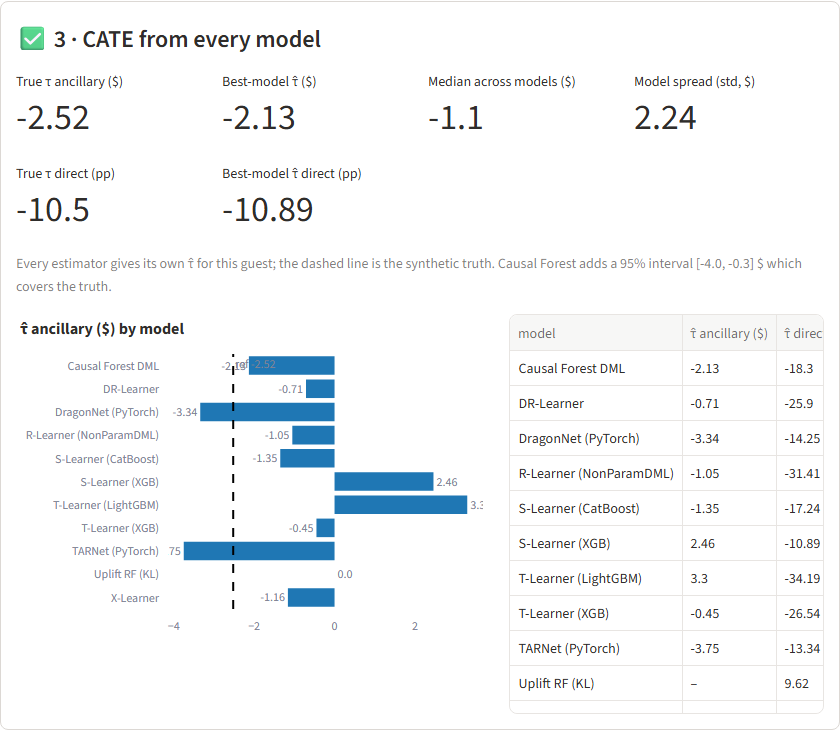 ✅ 3 · CATE from every model
True τ ancillary ($)
Best-model τ̂ ($)
Median across models ($)
Model spread (std, $)
-2.52
-2.13
-1.1
2.24
True τ direct (pp)
Best-model τ̂ direct (pp)
-10.5
-10.89
Every estimator gives its own τ̂ for this guest; the dashed line is the synthetic truth. Causal Forest adds a 95% interval [-4.0, -0.3] $ which
covers the truth.
τ̂ ancillary ($) by model
Causal Forest DML -2.13 ref -2.52
DR-Learner -0.71
DragonNet (PyTorch) -3.34
R-Learner (NonParamDML) -1.05
S-Learner (CatBoost) -1.35
S-Learner (XGB) 2.46
T-Learner (LightGBM) 3.3
T-Learner (XGB) -0.45
TARNet (PyTorch) 75
Uplift RF (KL) 0.0
X-Learner -1.16
−4 −2 0 2
model τ̂ ancillary ($) τ̂ direc
Causal Forest DML -2.13 -18.3
DR-Learner -0.71 -25.9
DragonNet (PyTorch) -3.34 -14.25
R-Learner (NonParamDML) -1.05 -31.41
S-Learner (CatBoost) -1.35 -17.24
S-Learner (XGB) 2.46 -10.89
T-Learner (LightGBM) 3.3 -34.19
T-Learner (XGB) -0.45 -26.54
TARNet (PyTorch) -3.75 -13.34
Uplift RF (KL) – 9.62